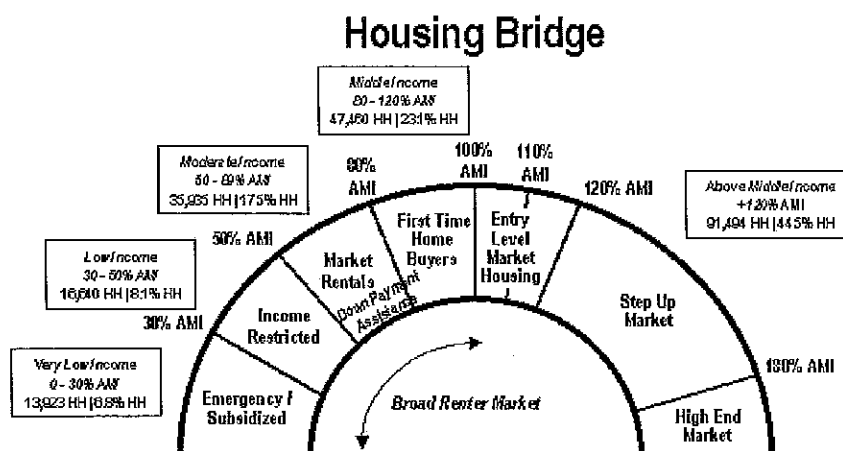 Housing Bridge
Middle Income
80 - 120% AMI
47,460 HH | 23.1% HH
Moderate Income
50 - 80% AMI
35,935 HH | 17.5% HH
Low Income
30 - 50% AMI
16,640 HH | 8.1% HH
Very Low Income
0 - 30% AMI
13,923 HH | 6.8% HH
Above Middle Income
+120% AMI
91,494 HH | 44.5% HH
30% AMI
50% AMI
80%
AMI
100%
AMI
110%
AMI
120% AMI
180% AMI
Emergency /
Subsidized
Income
Restricted
Market
Rentals
Down Payment
Assistance
First Time
Home
Buyers
Entry
Level
Market
Housing
Step Up
Market
High End
Market
Broad Renter Market